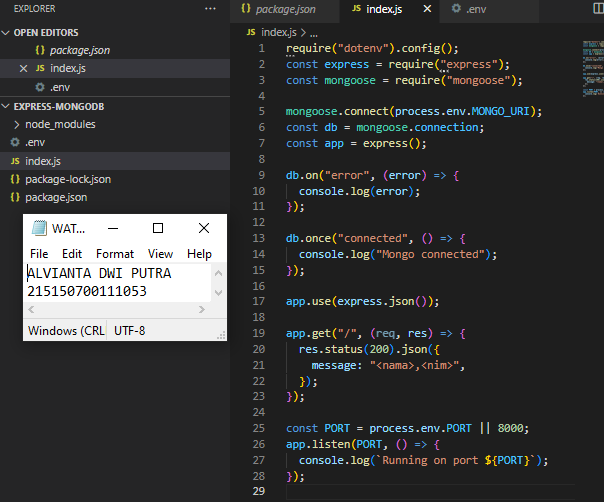 EXPLORER
...
OPEN EDITORS
package.json
index.js
.env
EXPRESS-MONGODB
node_modules
.env
index.js
package-lock.json
package.json
WAT...
File Edit Format View Help
ALVIANTA DWI PUTRA
215150700111053
Windows (CRL UTF-8
package.json index.js .env
index.js > ...
1 require("dotenv").config();
2 const express = require("express");
3 const mongoose = require("mongoose");
4
5 mongoose.connect(process.env.MONGO_URI);
6 const db = mongoose.connection;
7 const app = express();
8
9 db.on("error", (error) => {
10 console.log(error);
11 });
12
13 db.once("connected", () => {
14 console.log("Mongo connected");
15 });
16
17 app.use(express.json());
18
19 app.get("/", (req, res) => {
20 res.status(200).json({
21 message: "<nama>,<nim>",
22 });
23 });
24
25 const PORT = process.env.PORT || 8000;
26 app.listen(PORT, () => {
27 console.log(`Running on port ${PORT}`);
28 });
29